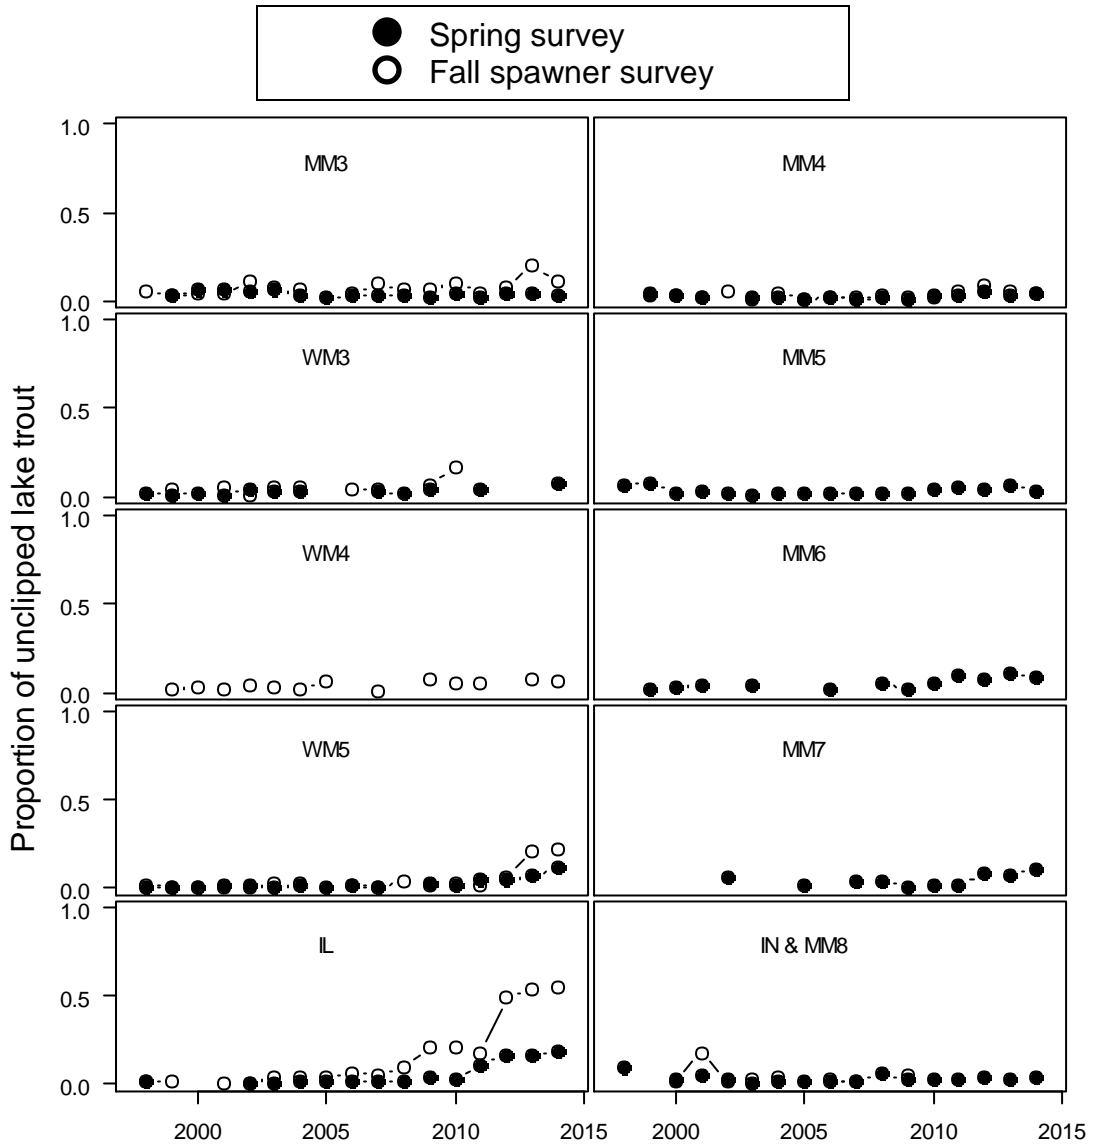 Spring survey
Fall spawner survey
Proportion of unclipped lake trout
1.0
0.5
0.0
MM3
MM4
1.0
0.5
0.0
WM3
MM5
1.0
0.5
0.0
WM4
MM6
1.0
0.5
0.0
WM5
MM7
1.0
0.5
0.0
IL
IN & MM8
2000 2005 2010 2015 2000 2005 2010 2015